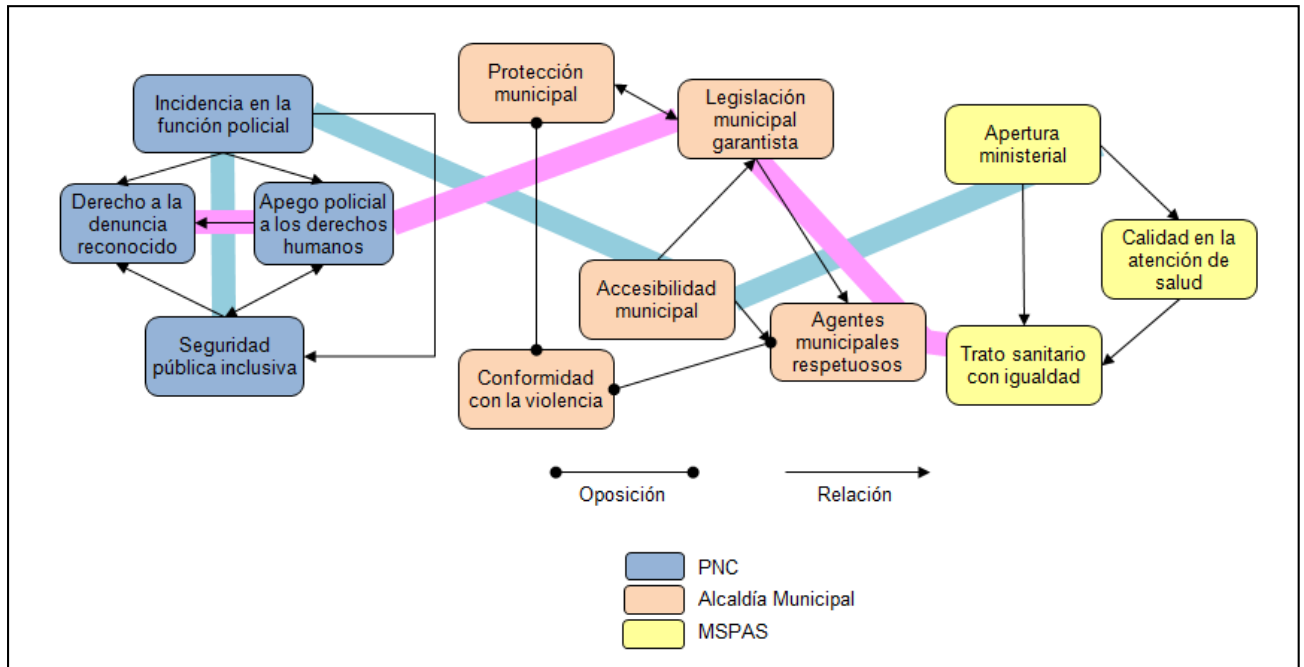 Incidencia en la
función policial
Derecho a la
denuncia
reconocido
Apego policial
a los derechos
humanos
Seguridad
pública inclusiva
Protección
municipal
Legislación
municipal
garantista
Accesibilidad
municipal
Conformidad
con la violencia
Agentes
municipales
respetuosos
Apertura
ministerial
Calidad en la
atención de
salud
Trato sanitario
con igualdad
Oposición
Relación
PNC
Alcaldía Municipal
MSPAS